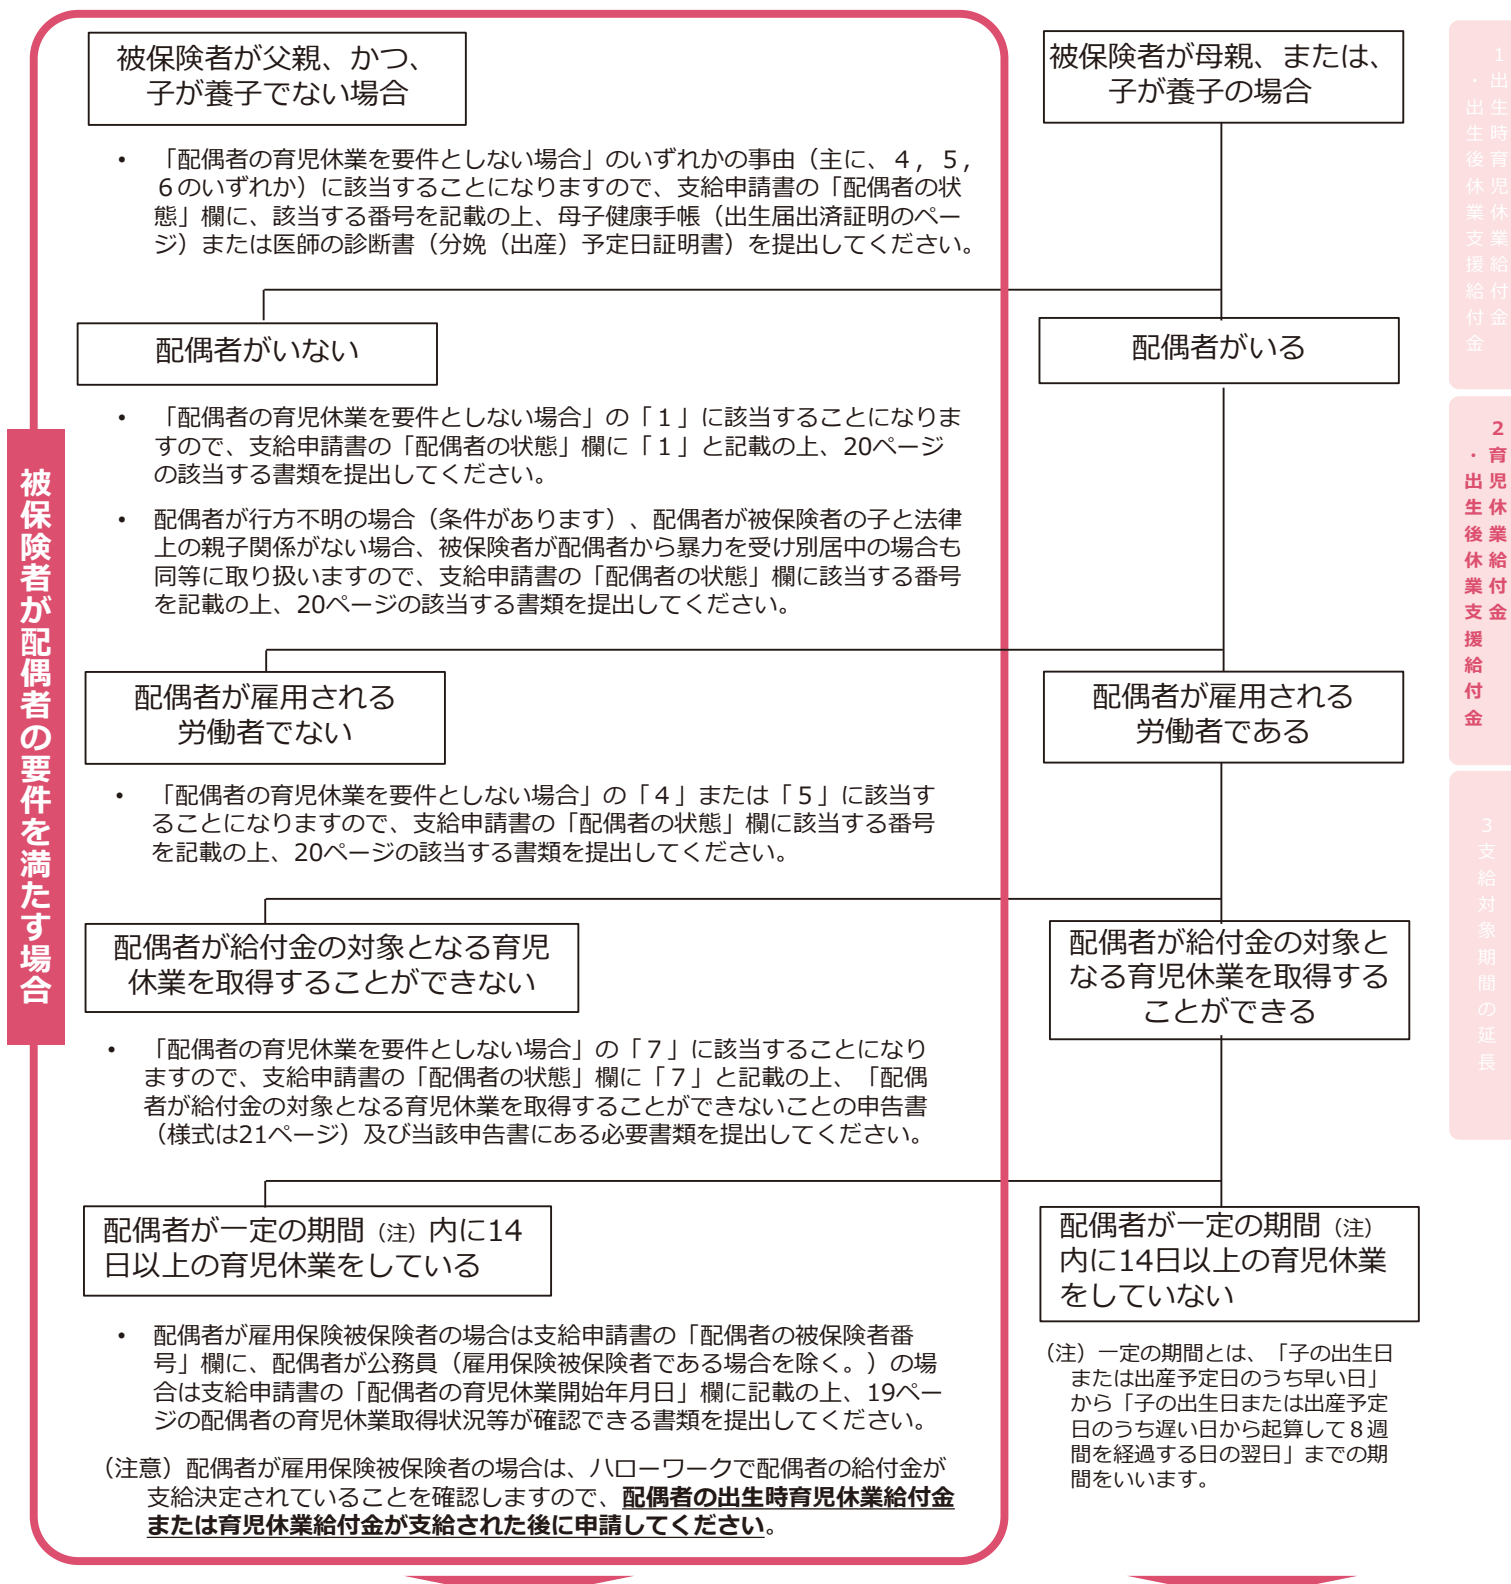 被保険者が父親、かつ、
子が養子でない場合
被保険者が母親、または、
子が養子の場合
• 「配偶者の育児休業を要件としない場合」のいずれかの事由（主に、４，５，
６のいずれか）に該当することになりますので、支給申請書の「配偶者の状
態」欄に、該当する番号を記載の上、母子健康手帳（出生届出済証明のペー
ジ）または医師の診断書（分娩（出産）予定日証明書）を提出してください。
配偶者がいない
配偶者がいる
• 「配偶者の育児休業を要件としない場合」の「１」に該当することになりま
すので、支給申請書の「配偶者の状態」欄に「１」と記載の上、20ページ
の該当する書類を提出してください。
• 配偶者が行方不明の場合（条件があります）、配偶者が被保険者の子と法律
上の親子関係がない場合、被保険者が配偶者から暴力を受け別居中の場合も
同等に取り扱いますので、支給申請書の「配偶者の状態」欄に該当する番号
を記載の上、20ページの該当する書類を提出してください。
配偶者が雇用される
労働者でない
配偶者が雇用される
労働者である
• 「配偶者の育児休業を要件としない場合」の「４」または「５」に該当す
ることになりますので、支給申請書の「配偶者の状態」欄に該当する番号
を記載の上、20ページの該当する書類を提出してください。
配偶者が給付金の対象となる育児
休業を取得することができない
配偶者が給付金の対象と
なる育児休業を取得する
ことができる
• 「配偶者の育児休業を要件としない場合」の「７」に該当することになり
ますので、支給申請書の「配偶者の状態」欄に「７」と記載の上、「配偶
者が給付金の対象となる育児休業を取得することができないことの申告書
（様式は21ページ）及び当該申告書にある必要書類を提出してください。
配偶者が一定の期間（注）内に14
日以上の育児休業をしている
配偶者が一定の期間（注）
内に14日以上の育児休業
をしていない
• 配偶者が雇用保険被保険者の場合は支給申請書の「配偶者の被保険者番
号」欄に、配偶者が公務員（雇用保険被保険者である場合を除く。）の場
合は支給申請書の「配偶者の育児休業開始年月日」欄に記載の上、19ペー
ジの配偶者の育児休業取得状況等が確認できる書類を提出してください。
（注意）配偶者が雇用保険被保険者の場合は、ハローワークで配偶者の給付金が
支給決定されていることを確認しますので、配偶者の出生時育児休業給付金
または育児休業給付金が支給された後に申請してください。
（注）一定の期間とは、「子の出生日
または出産予定日のうち早い日」
から「子の出生日または出産予定
日のうち遅い日から起算して８週
間を経過する日の翌日」までの期
間をいいます。
被保険者が配偶者の要件を満たす場合
1出生時育児休業給付金
・出生後休業支援給付金
2育児休業給付金
・出生後休業支援給付金
3支給対象期間の延長